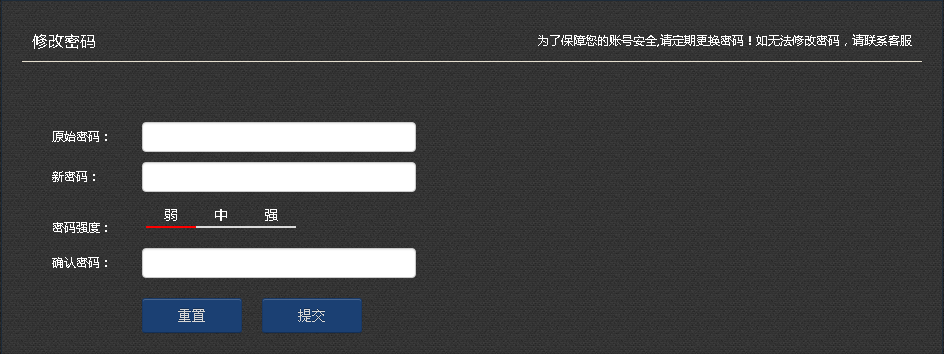 修改密码
为了保障您的账号安全,请定期更换密码！如无法修改密码，请联系客服
原始密码：
新密码：
弱 中 强
密码强度：
确认密码：
重置 提交